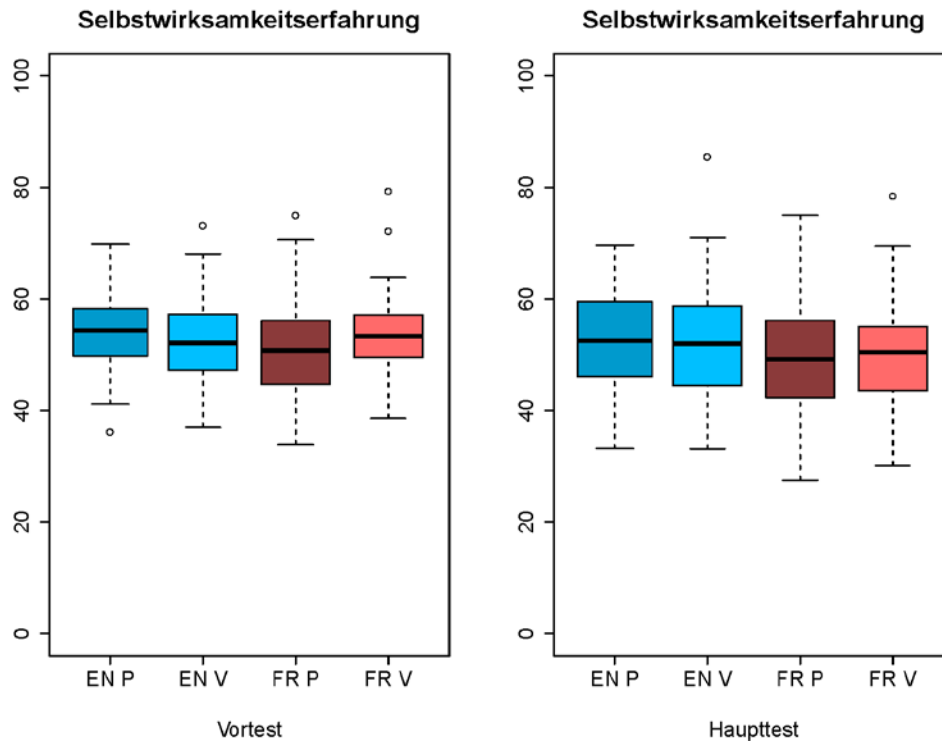 Selbstwirksamkeitserfahrung
100
80
60
40
20
0
EN P EN V FR P FR V
Vortest
Selbstwirksamkeitserfahrung
100
80
60
40
20
0
EN P EN V FR P FR V
Haupttest